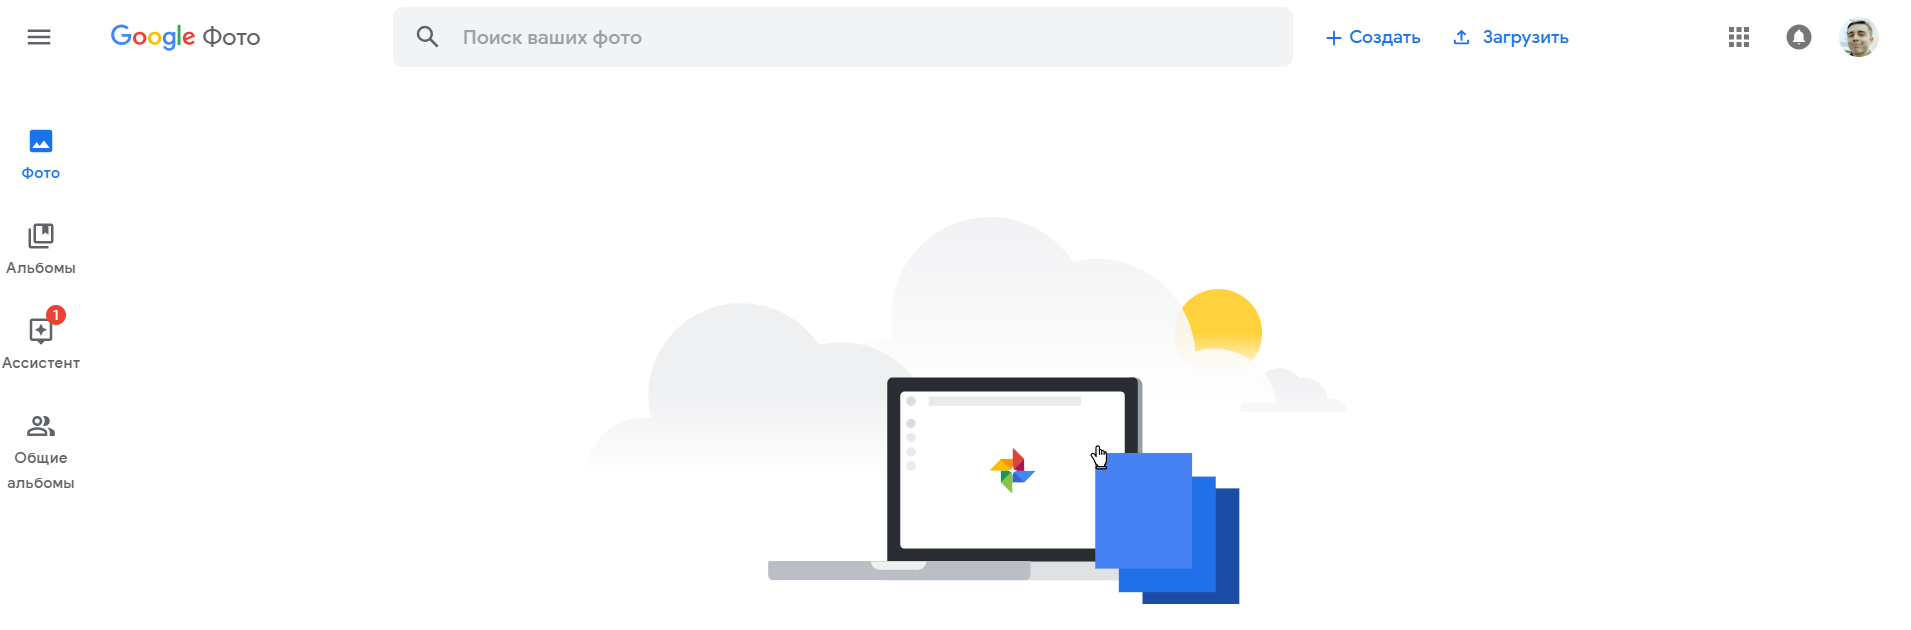 Google Фото
Поиск ваших фото
Создать
Загрузить
Фото
Альбомы
1
Ассистент
Общие
альбомы